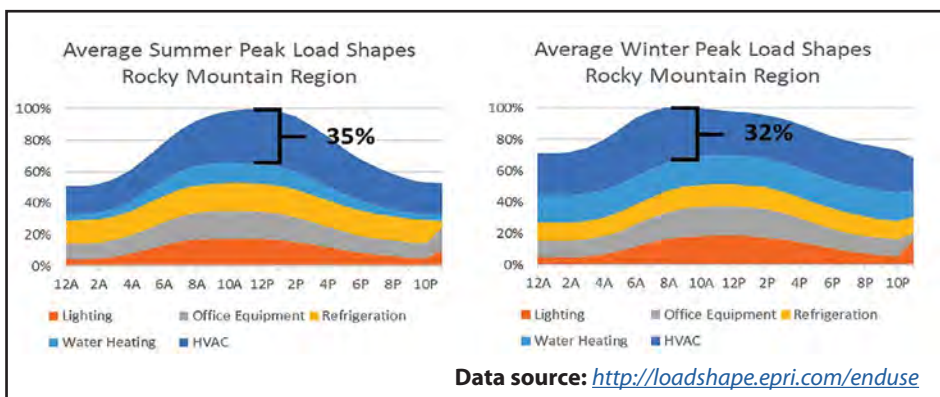 Average Summer Peak Load Shapes
Rocky Mountain Region
100%
80%
60%
40%
20%
0%
35%
12A 2A 4A 6A 8A 10A 12P 2P 4P 6P 8P 10P
Lighting Office Equipment Refrigeration
Water Heating HVAC
Average Winter Peak Load Shapes
Rocky Mountain Region
100%
80%
60%
40%
20%
0%
32%
12A 2A 4A 6A 8A 10A 12P 2P 4P 6P 8P 10P
Lighting Office Equipment Refrigeration
Water Heating HVAC
Data source: http://loadshape.epri.com/enduse